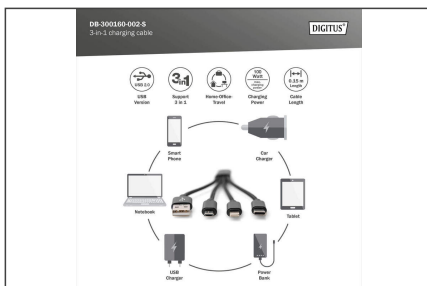 DB-300160-002-S
3-in-1 charging cable
DIGITUS®
USB 2.0
3in1
100
Watt
0.15 m
Length
USB
Version
Support
3 in 1
Home-Office-
Travel
Charging
Power
Cable
Length
Smart
Phone
Car
Charger
Notebook
Tablet
USB
Charger
Power
Bank